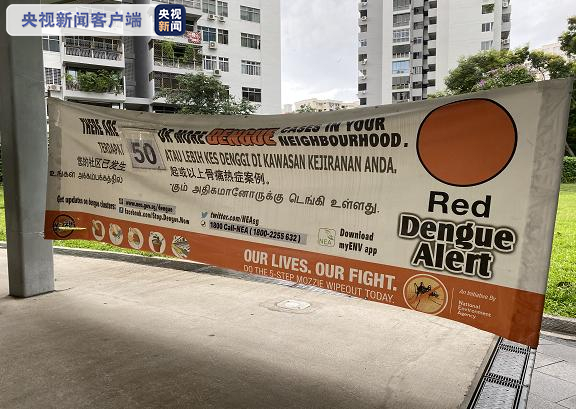 央视新闻客户端
央视新闻
THERE ARE 50 OR MORE DENGUE CASES IN YOUR NEIGHBOURHOOD.
TERDAPAT 50 ATAU LEBIH KES DENGGI DI KAWASAN KEJIRANAN ANDA.
您的社区已发生 50 起或以上骨痛热症案例。
உங்கள் அக்கம்பக்கத்தில் 50 க்கும் அதிகமானோருக்கு டெங்கி உள்ளது.
Get updates on dengue clusters:
www.nea.gov.sg/dengue
facebook.com/Stop.Dengue.Now
twitter.com/NEAsg
1800 Call-NEA (1800-2255 632)
NEA
Download
myENV app
Red
Dengue
Alert
OUR LIVES. OUR FIGHT.
DO THE 5-STEP MOZZIE WIPEOUT TODAY.
An Initiative By
National
Environment
Agency